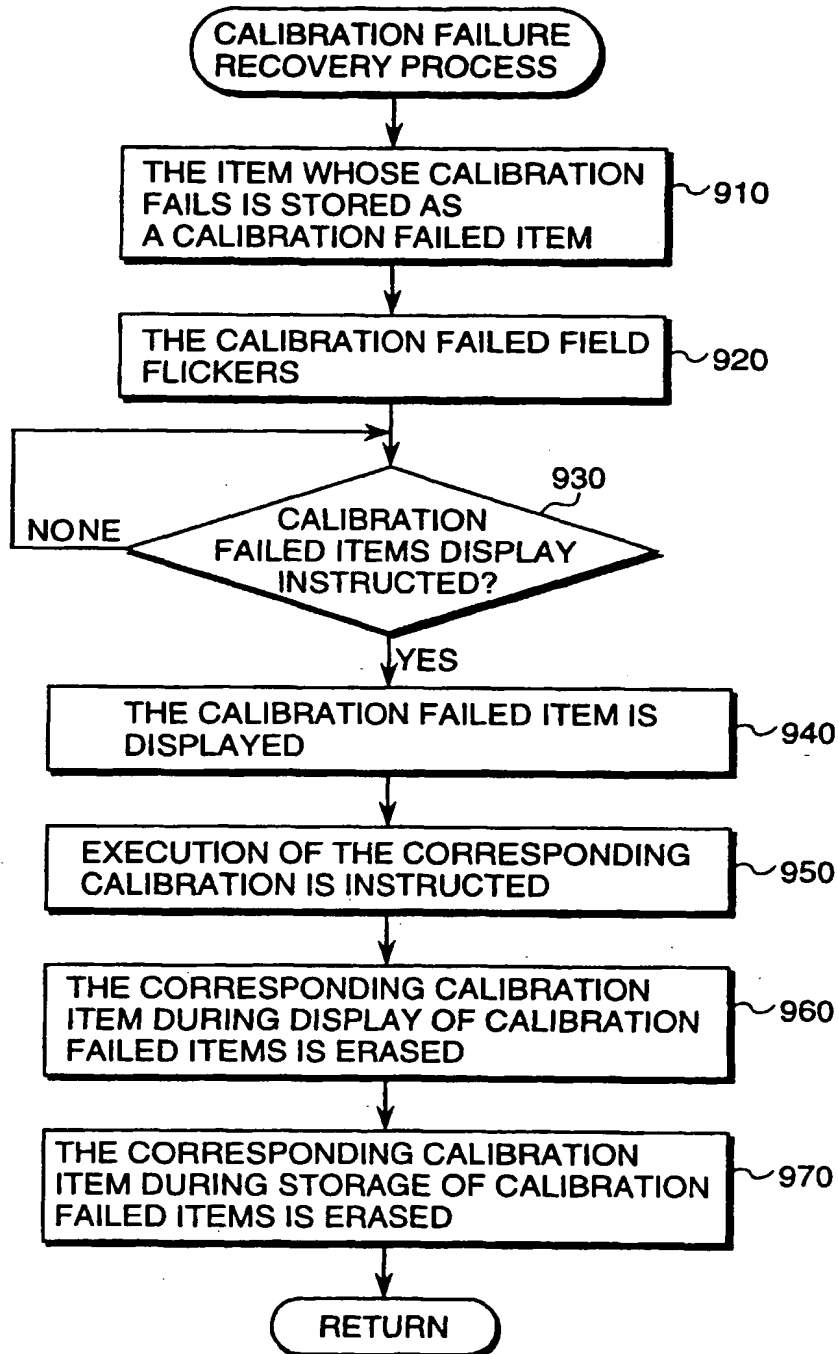 CALIBRATION FAILURE
RECOVERY PROCESS
THE ITEM WHOSE CALIBRATION
FAILS IS STORED AS
A CALIBRATION FAILED ITEM
910
THE CALIBRATION FAILED FIELD
FLICKERS
920
930
NONE
CALIBRATION
FAILED ITEMS DISPLAY
INSTRUCTED?
YES
THE CALIBRATION FAILED ITEM IS
DISPLAYED
940
EXECUTION OF THE CORRESPONDING
CALIBRATION IS INSTRUCTED
950
THE CORRESPONDING CALIBRATION
ITEM DURING DISPLAY OF CALIBRATION
FAILED ITEMS IS ERASED
960
THE CORRESPONDING CALIBRATION
ITEM DURING STORAGE OF CALIBRATION
FAILED ITEMS IS ERASED
970
RETURN